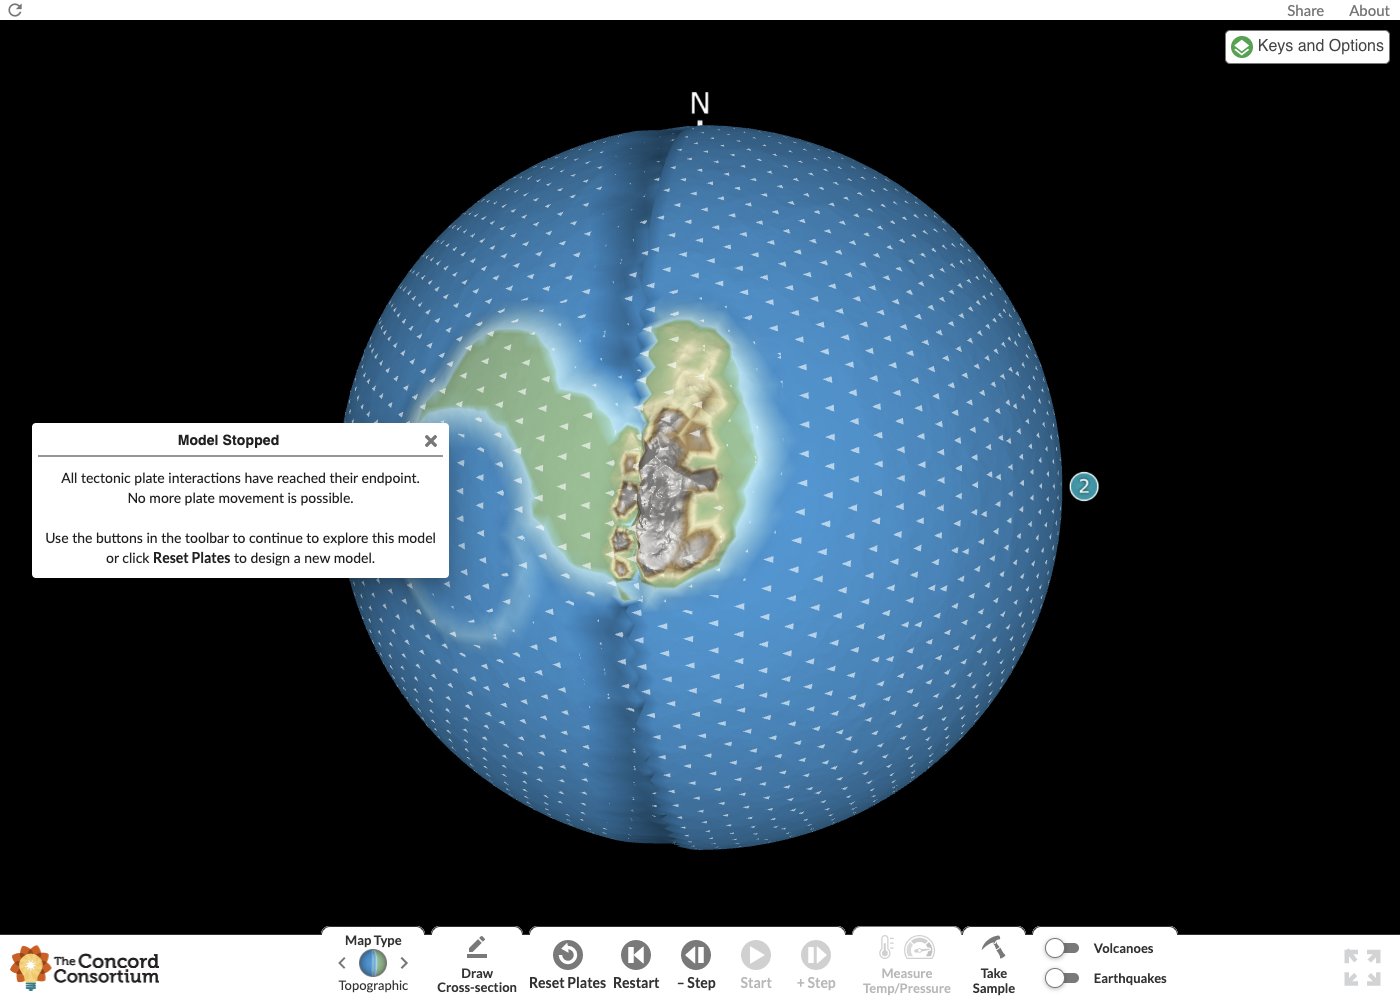 Share About
Keys and Options
N
Model Stopped
All tectonic plate interactions have reached their endpoint.
No more plate movement is possible.
Use the buttons in the toolbar to continue to explore this model
or click Reset Plates to design a new model.
2
The Concord
Consortium
Map Type
Topographic
Draw
Cross-section
Reset Plates
Restart
– Step
Start
+ Step
Measure
Temp/Pressure
Take
Sample
Volcanoes
Earthquakes